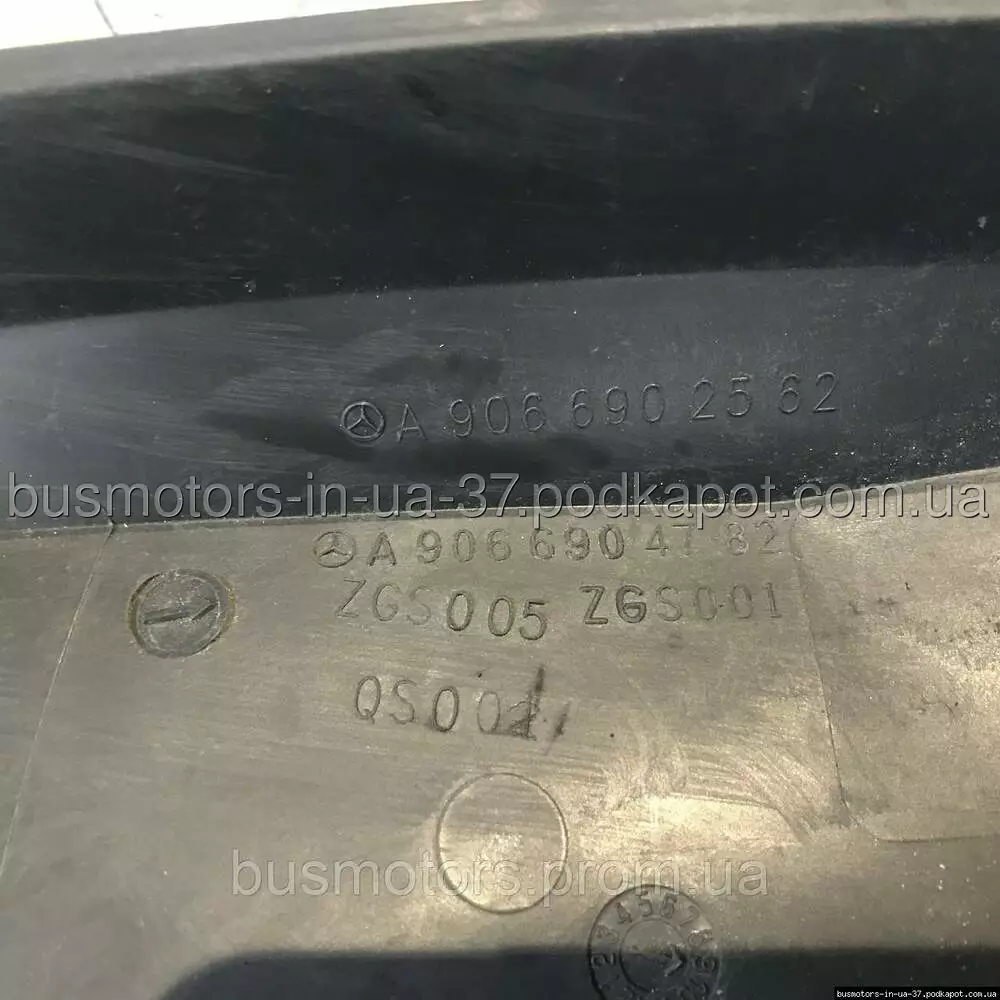 A 906 690 25 62
busmotors-in-ua-37.podkapot.com.ua
A 906 690 47 82
ZGS005 ZGS001
QS00
busmotors.prom.ua
busmotors-in-ua-37.podkapot.com.ua